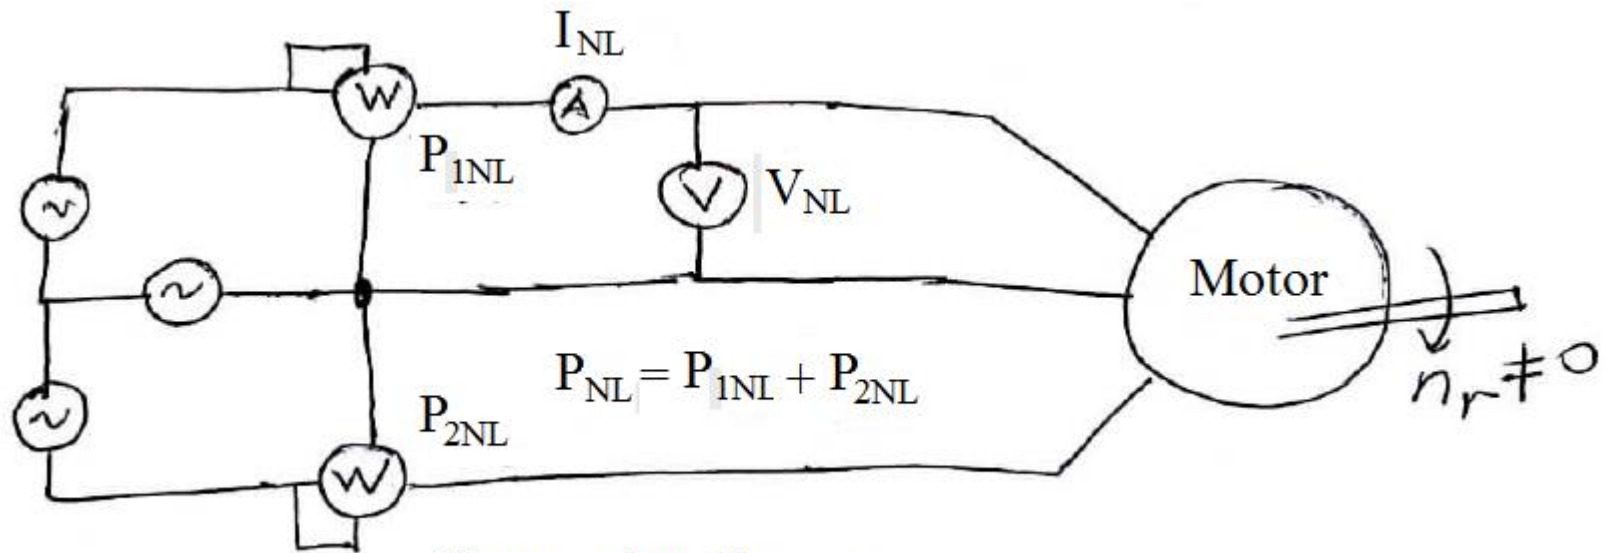 I_NL
W
A
P_1NL
V
V_NL
~
~
Motor
P_NL = P_1NL + P_2NL
n_r ≠ 0
~
P_2NL
W